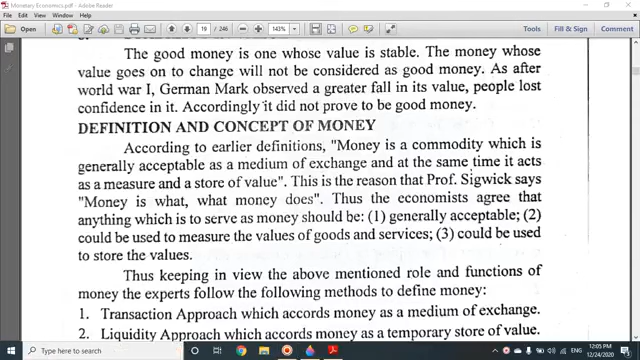 Monetary Economics.pdf -
File Edit View Window Help
Open 19 / 246 143% Tools Fill & Sign Comment
The good money is one whose value is stable. The money whose
value goes on to change will not be considered as good money. As after
world war I, German Mark observed a greater fall in its value, people lost
confidence in it. Accordingly it did not prove to be good money.
DEFINITION AND CONCEPT OF MONEY
According to earlier definitions, "Money is a commodity which is
generally acceptable as a medium of exchange and at the same time it acts
as a measure and a store of value". This is the reason that Prof. Sigwick says
"Money is what, what money does". Thus the economists agree that
anything which is to serve as money should be: (1) generally acceptable; (2)
could be used to measure the values of goods and services; (3) could be used
to store the values.
Thus keeping in view the above mentioned role and functions of
money the experts follow the following methods to define money:
1. Transaction Approach which accords money as a medium of exchange.
2. Liquidity Approach which accords money as a temporary store of value.
Type here to search
ENG
12:05 PM
12/24/2020